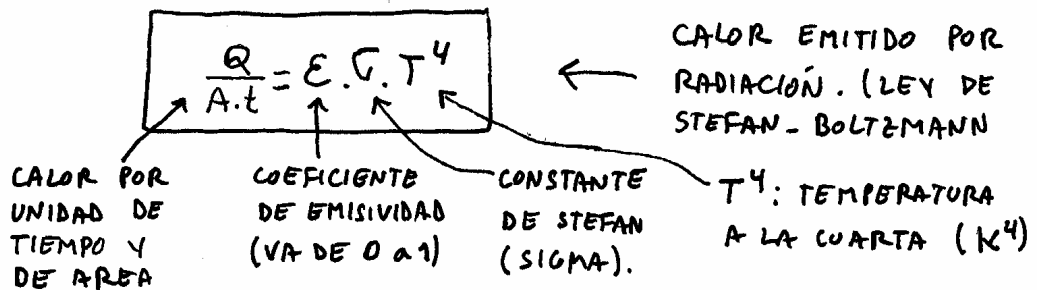 Q/A.t = Ɛ.σ.T⁴
CALOR EMITIDO POR
RADIACIÓN. (LEY DE
STEFAN-BOLTZMANN
CALOR POR
UNIDAD DE
TIEMPO Y
DE AREA
COEFICIENTE
DE EMISIVIDAD
(VA DE 0 a 1)
CONSTANTE
DE STEFAN
(SIGMA).
T⁴: TEMPERATURA
A LA CUARTA (K⁴)